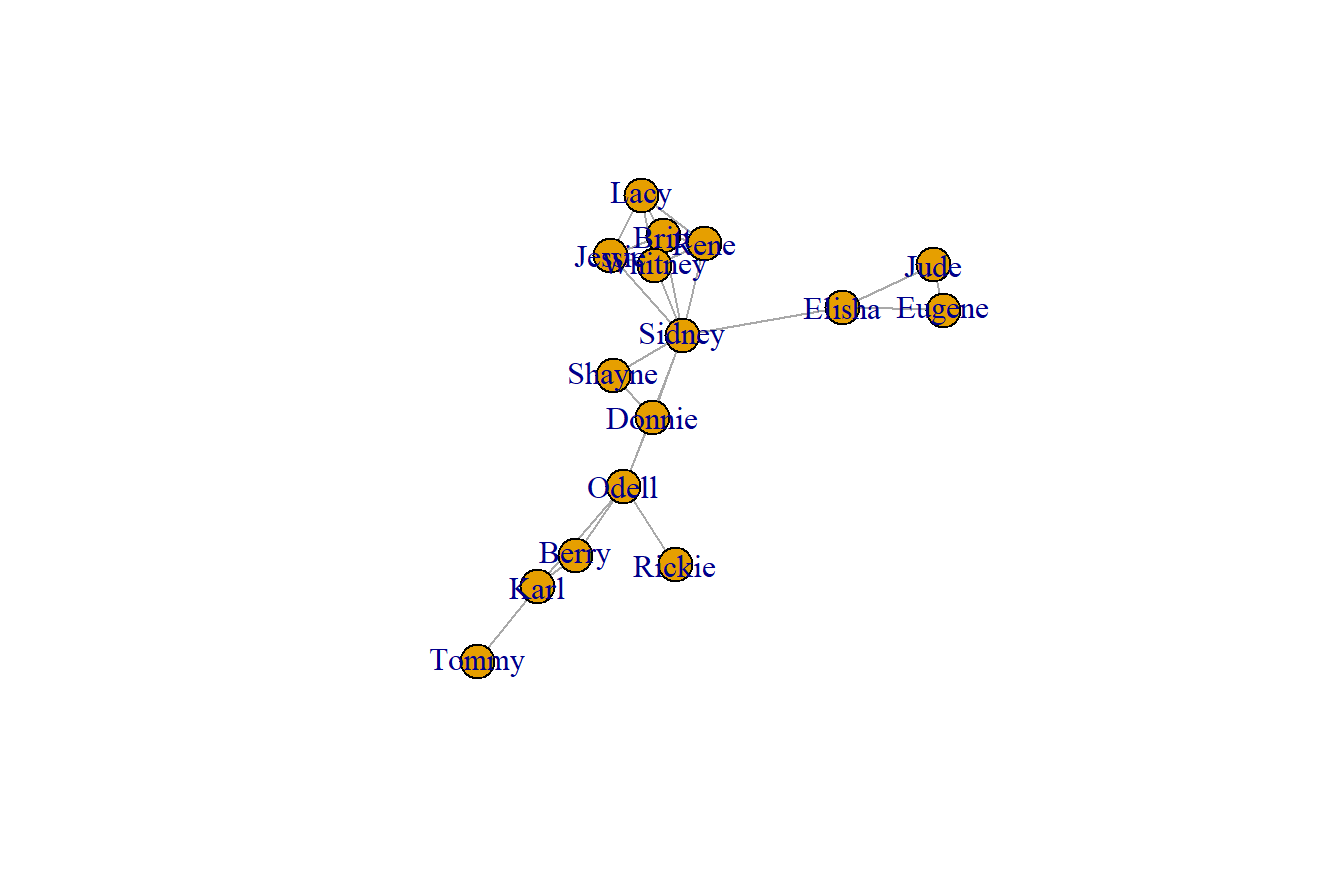 Lacy
Britt
Rene
Jessie
Whitney
Jude
Elisha
Eugene
Sidney
Shayne
Donnie
Odell
Berry
Rickie
Karl
Tommy